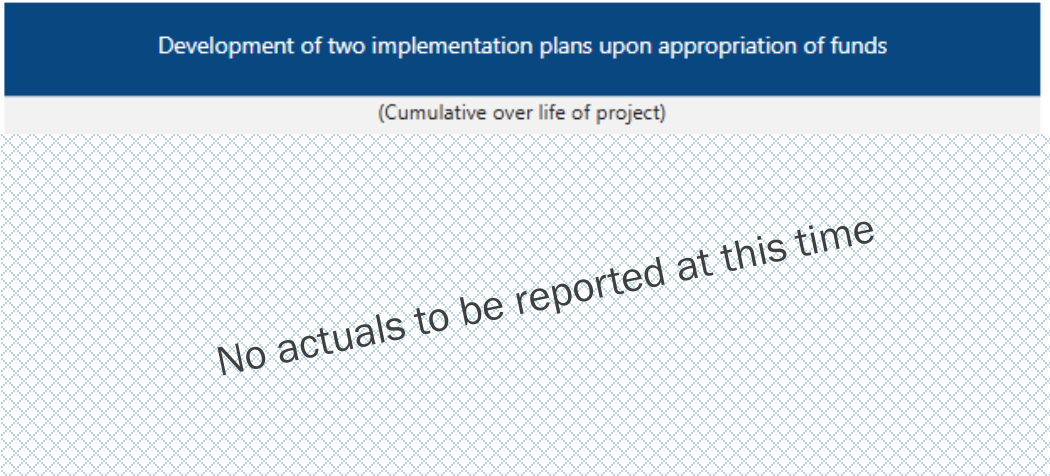 Development of two implementation plans upon appropriation of funds
(Cumulative over life of project)
No actuals to be reported at this time